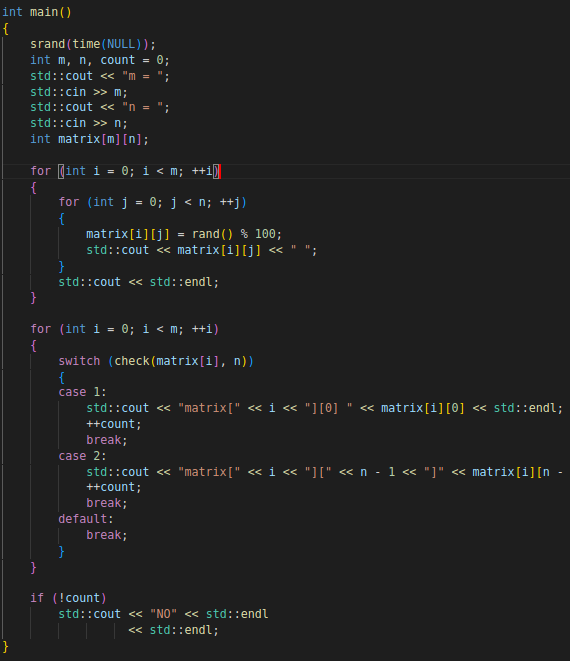 int main()
{
    srand(time(NULL));
    int m, n, count = 0;
    std::cout << "m = ";
    std::cin >> m;
    std::cout << "n = ";
    std::cin >> n;
    int matrix[m][n];

    for (int i = 0; i < m; ++i)
    {
        for (int j = 0; j < n; ++j)
        {
            matrix[i][j] = rand() % 100;
            std::cout << matrix[i][j] << " ";
        }
        std::cout << std::endl;
    }

    for (int i = 0; i < m; ++i)
    {
        switch (check(matrix[i], n))
        {
        case 1:
            std::cout << "matrix[" << i << "][0] " << matrix[i][0] << std::endl;
            ++count;
            break;
        case 2:
            std::cout << "matrix[" << i << "][" << n - 1 << "]" << matrix[i][n -
            ++count;
            break;
        default:
            break;
        }
    }

    if (!count)
        std::cout << "NO" << std::endl
                  << std::endl;
}